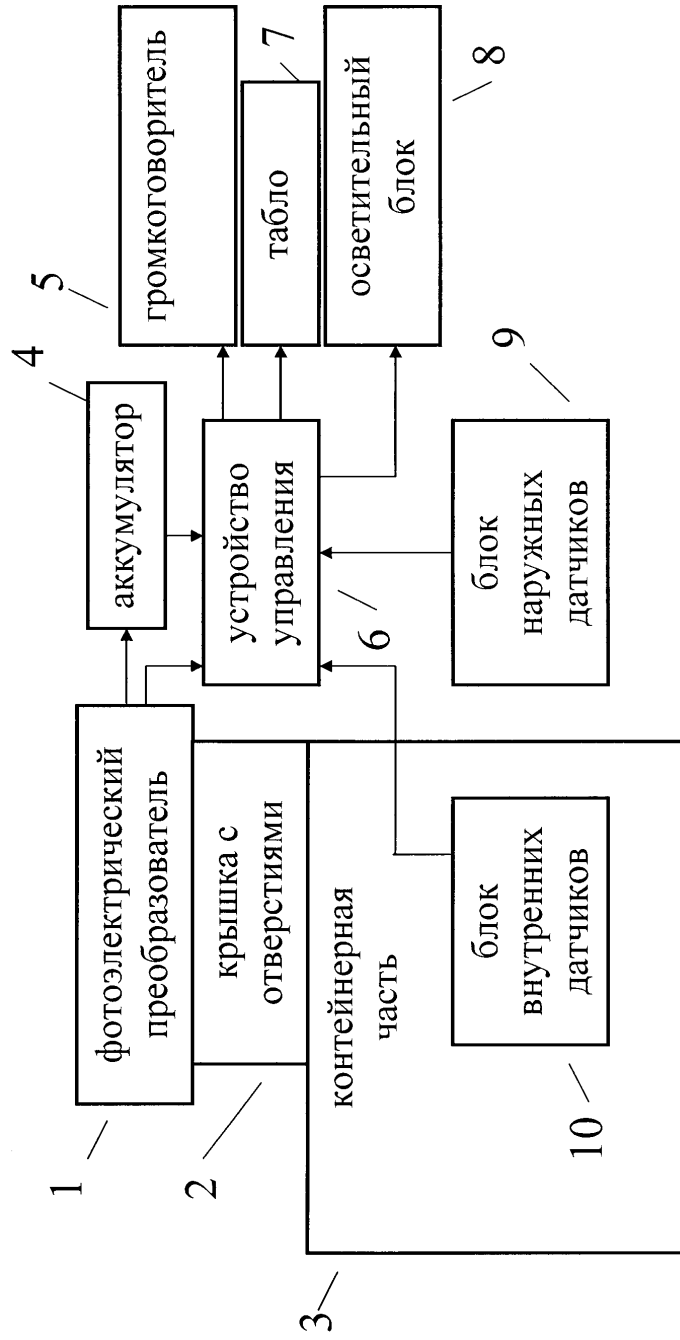 1
фотоэлектрический
преобразователь
2
крышка с
отверстиями
3
контейнерная
часть
4
аккумулятор
5
громкоговоритель
устройство
управления
6
7
табло
осветительный
блок
8
блок
наружных
датчиков
9
блок
внутренних
датчиков
10